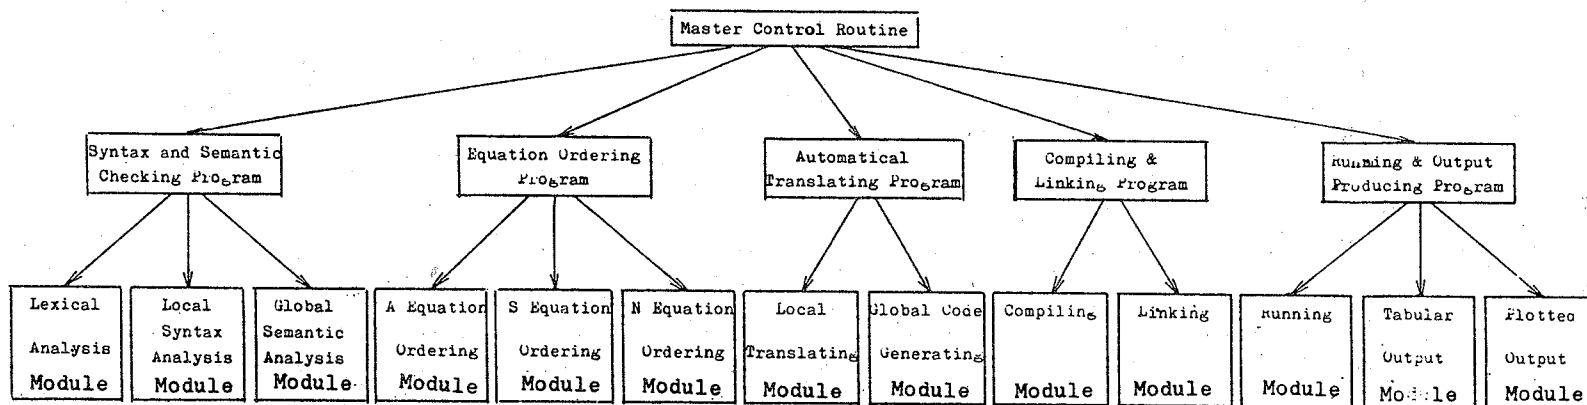 Master Control Routine
Syntax and Semantic
Checking Program
Equation Ordering
Program
Automatical
Translating Program
Compiling &
Linking Program
Running & Output
Producing Program
Lexical
Analysis
Module
Local
Syntax
Analysis
Module
Global
Semantic
Analysis
Module
A Equation
Ordering
Module
S Equation
Ordering
Module
N Equation
Ordering
Module
Local
Translating
Module
Global Code
Generating
Module
Compiling
Module
Linking
Module
Running
Module
Tabular
Output
Module
Plotted
Output
Module